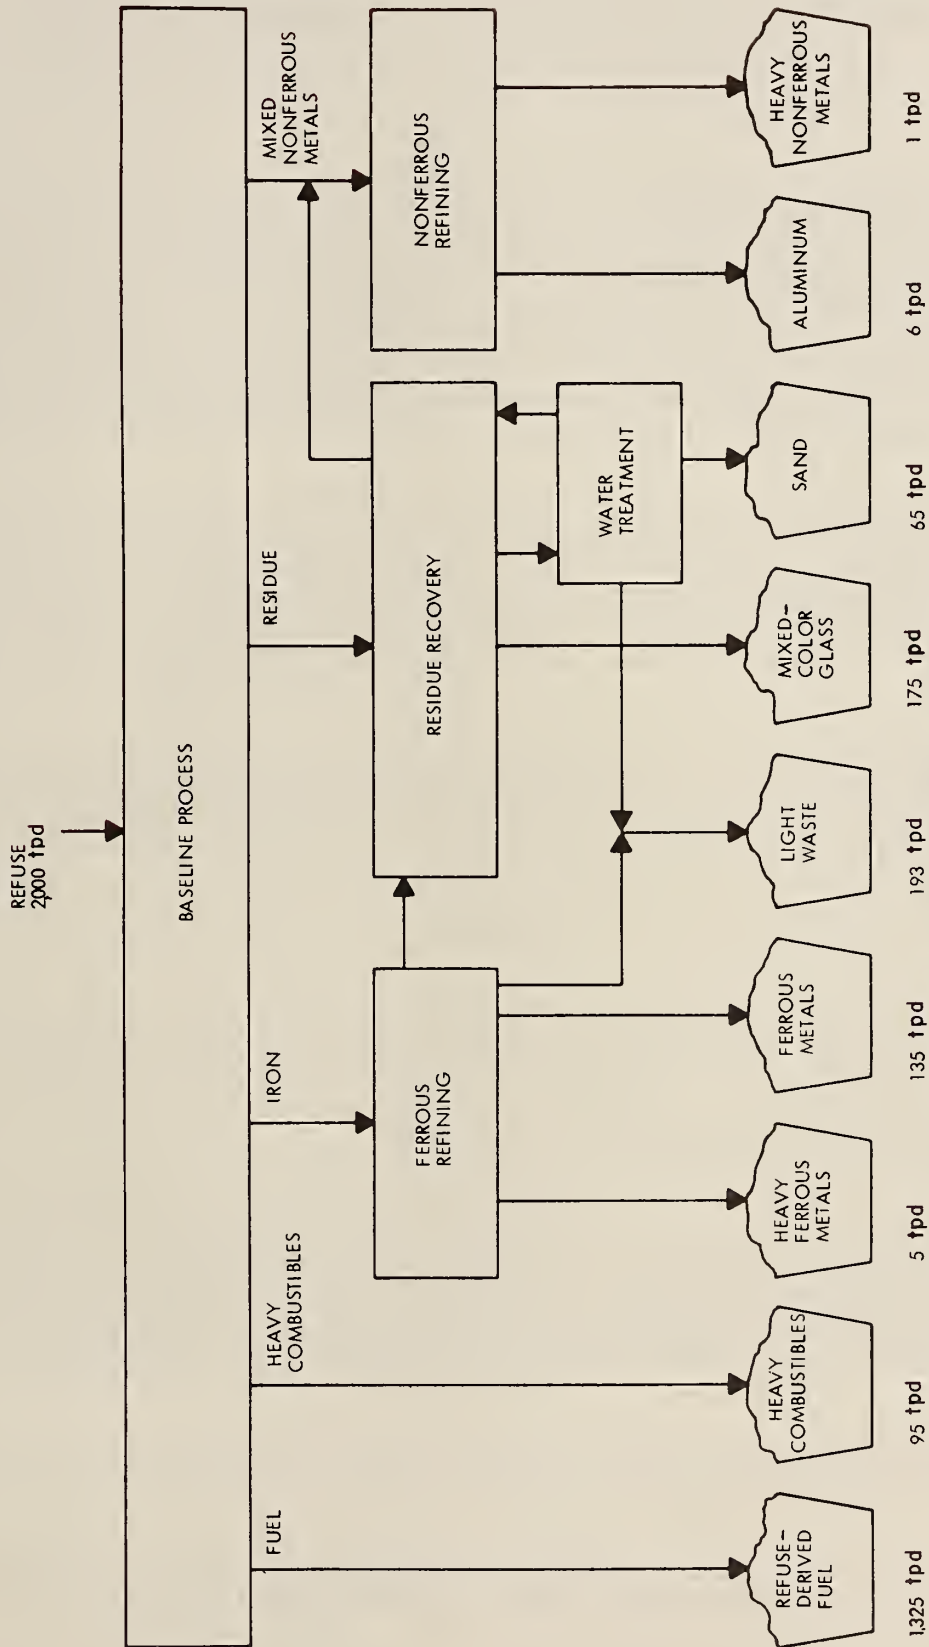 REFUSE
2,000 tpd
BASELINE PROCESS
FUEL
HEAVY
COMBUSTIBLES
IRON
RESIDUE
MIXED
NONFERROUS
METALS
FERROUS
REFINING
RESIDUE RECOVERY
NONFERROUS
REFINING
WATER
TREATMENT
REFUSE-
DERIVED
FUEL
HEAVY
COMBUSTIBLES
HEAVY
FERROUS
METALS
FERROUS
METALS
LIGHT
WASTE
MIXED-
COLOR
GLASS
SAND
ALUMINUM
HEAVY
NONFERROUS
METALS
1,325 tpd
95 tpd
5 tpd
135 tpd
193 tpd
175 tpd
65 tpd
6 tpd
1 tpd